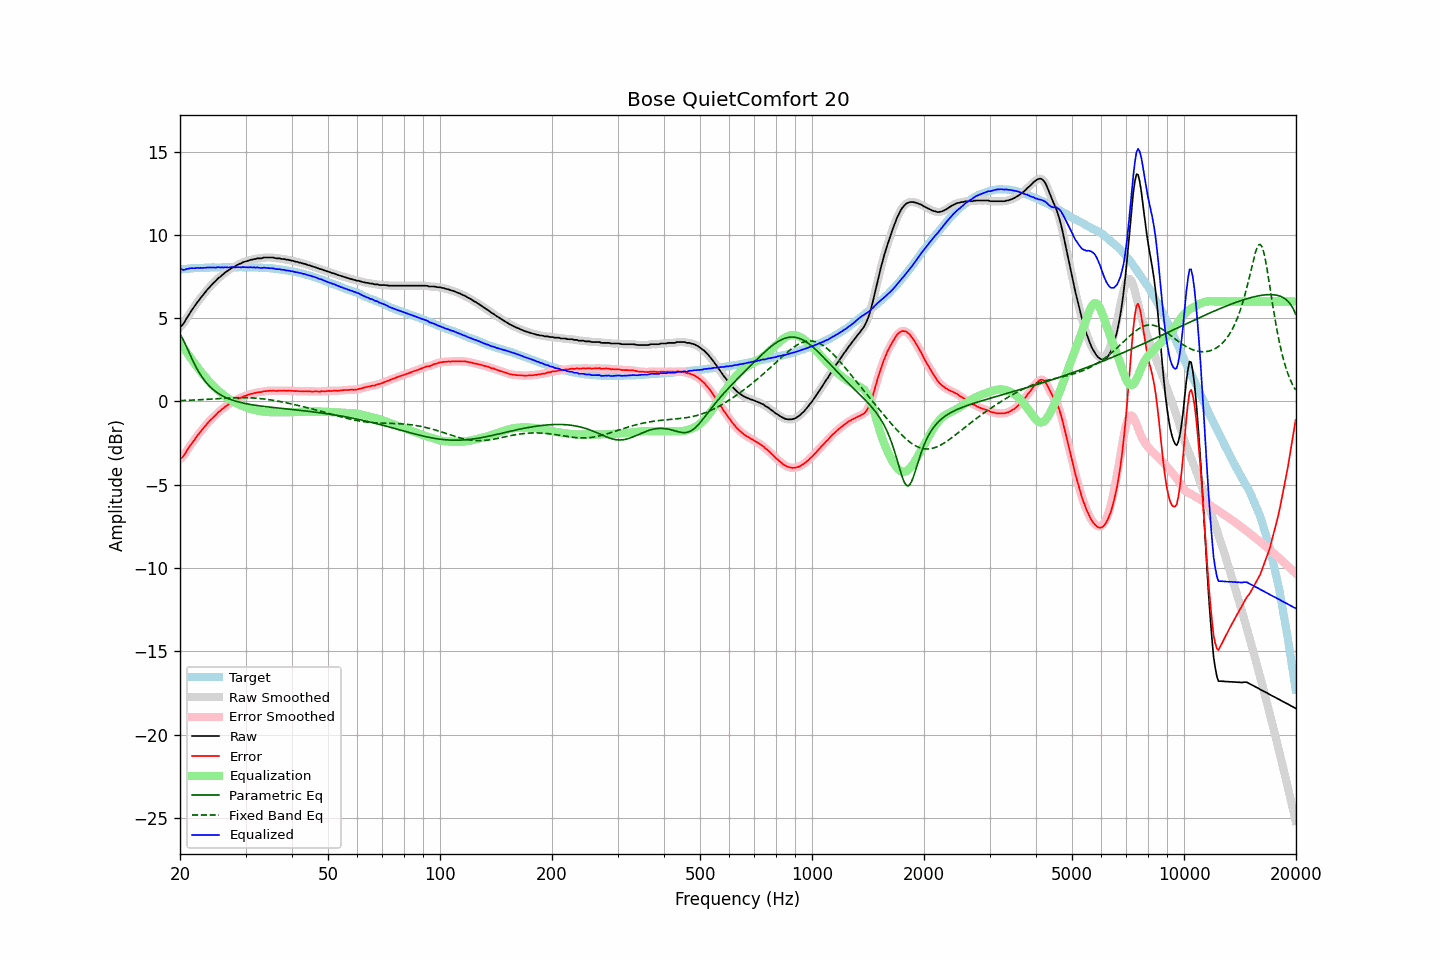 Bose QuietComfort 20
Amplitude (dBr)
15
10
5
0
−5
−10
−15
−20
−25
Target
Raw Smoothed
Error Smoothed
Raw
Error
Equalization
Parametric Eq
Fixed Band Eq
Equalized
20
50
100
200
500
1000
2000
5000
10000
20000
Frequency (Hz)